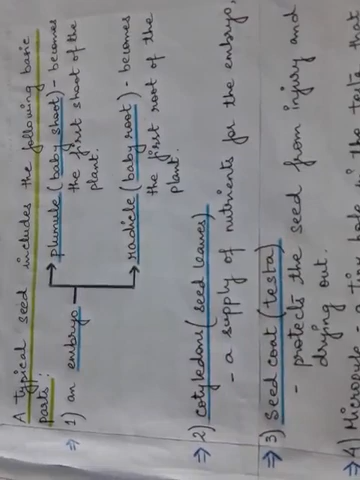 A typical seed includes the following basic
parts:
⇒ 1) an embryo
plumule (baby shoot) - becomes
the first shoot of the
plant.
radicle (baby root) - becomes
the first root of the
plant.
⇒ 2) cotyledons (seed leaves)
- a supply of nutrients for the embryo,
⇒ 3) seed coat (testa)
- protects the seed from injury and
drying out.
⇒ 4) Micropyle a tiny hole in the testa that